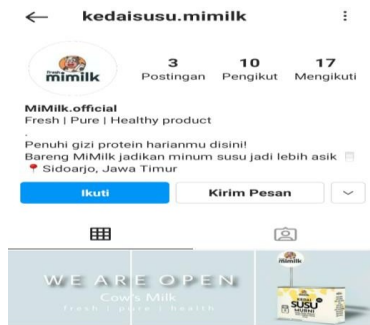 kedaisusu.mimilk
3 10 17
Postingan Pengikut Mengikuti
fresh
mimilk
MiMilk.official
Fresh | Pure | Healthy product
.
Penuhi gizi protein harianmu disini!
Bareng MiMilk jadikan minum susu jadi lebih asik
Sidoarjo, Jawa Timur
Ikuti Kirim Pesan
WE ARE OPEN
Cow's Milk
fresh | pure | health
mimilk
SUSU
MURNI